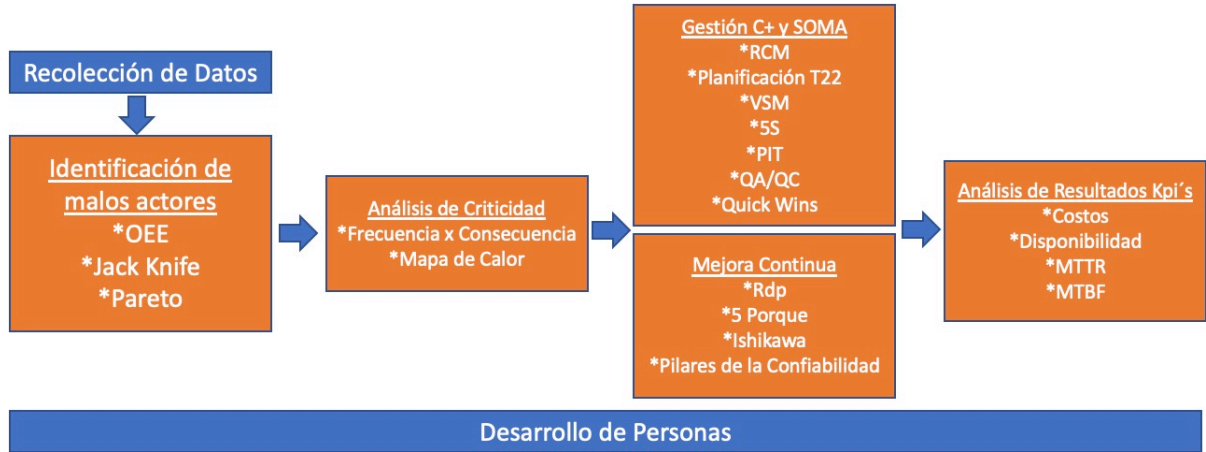 Recolección de Datos
Identificación de
malos actores
*OEE
*Jack Knife
*Pareto
Análisis de Criticidad
*Frecuencia x Consecuencia
*Mapa de Calor
Gestión C+ y SOMA
*RCM
*Planificación T22
*VSM
*5S
*PIT
*QA/QC
*Quick Wins
Mejora Continua
*Rdp
*5 Porque
*Ishikawa
*Pilares de la Confiabilidad
Análisis de Resultados Kpi´s
*Costos
*Disponibilidad
*MTTR
*MTBF
Desarrollo de Personas